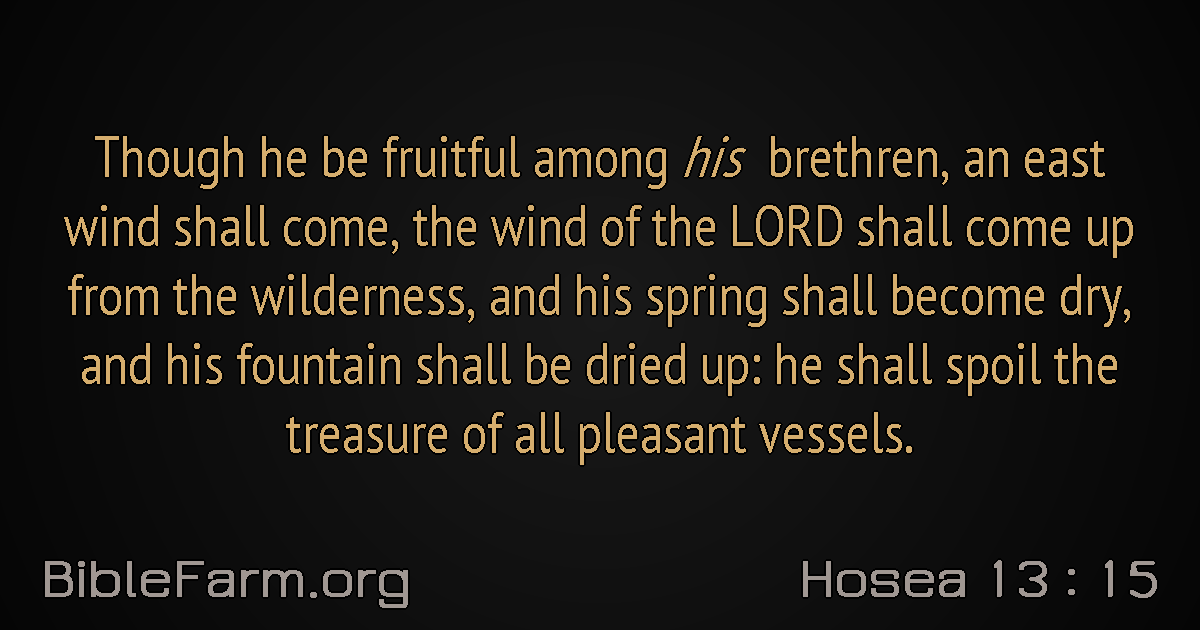 Though he be fruitful among his brethren, an east
wind shall come, the wind of the LORD shall come up
from the wilderness, and his spring shall become dry,
and his fountain shall be dried up: he shall spoil the
treasure of all pleasant vessels.
BibleFarm.org
Hosea 13 : 15